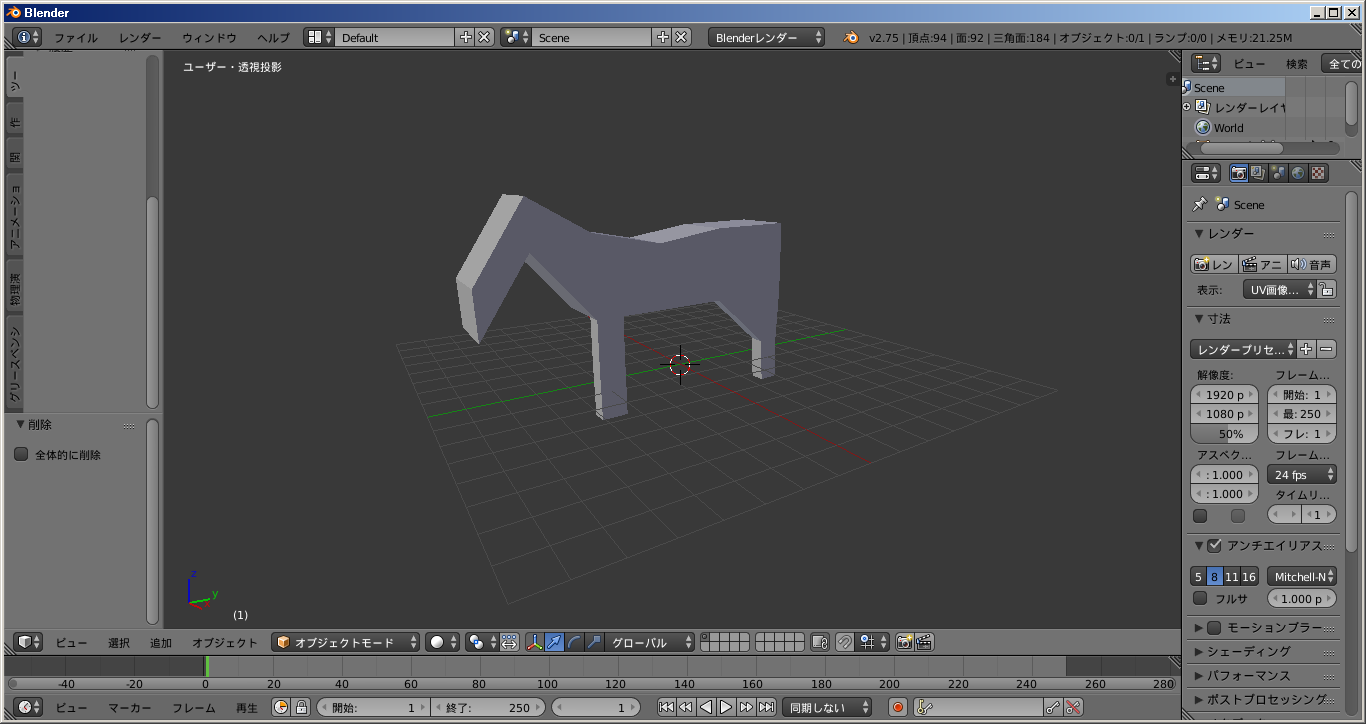 Blender
ファイル レンダー ウィンドウ ヘルプ Default Scene Blenderレンダー v2.75 | 頂点:94 | 面:92 | 三角面:184 | オブジェクト:0/1 | ランプ:0/0 | メモリ:21.25M
ユーザー・透視投影
ツー
作
関
アニメーショ
物理演
グリースペンシ
削除
全体的に削除
z
y
(1)
ビュー 検索 全ての
Scene
レンダーレイヤ
World
Scene
レンダー
レン アニ 音声
表示: UV画像...
寸法
レンダープリセ...
解像度: フレーム...
1920 p 開始: 1
1080 p 最: 250
50% フレ: 1
アスペク... フレーム...
: 1.000 24 fps
: 1.000 タイムリ...
1
アンチエイリアス
5 8 11 16 Mitchell-N
フルサ 1.000 p
モーションブラー
シェーディング
パフォーマンス
ポストプロセッシング
ビュー 選択 追加 オブジェクト オブジェクトモード グローバル
-40 -20 0 20 40 60 80 100 120 140 160 180 200 220 240 260 280
ビュー マーカー フレーム 再生 開始: 1 終了: 250 1 同期しない